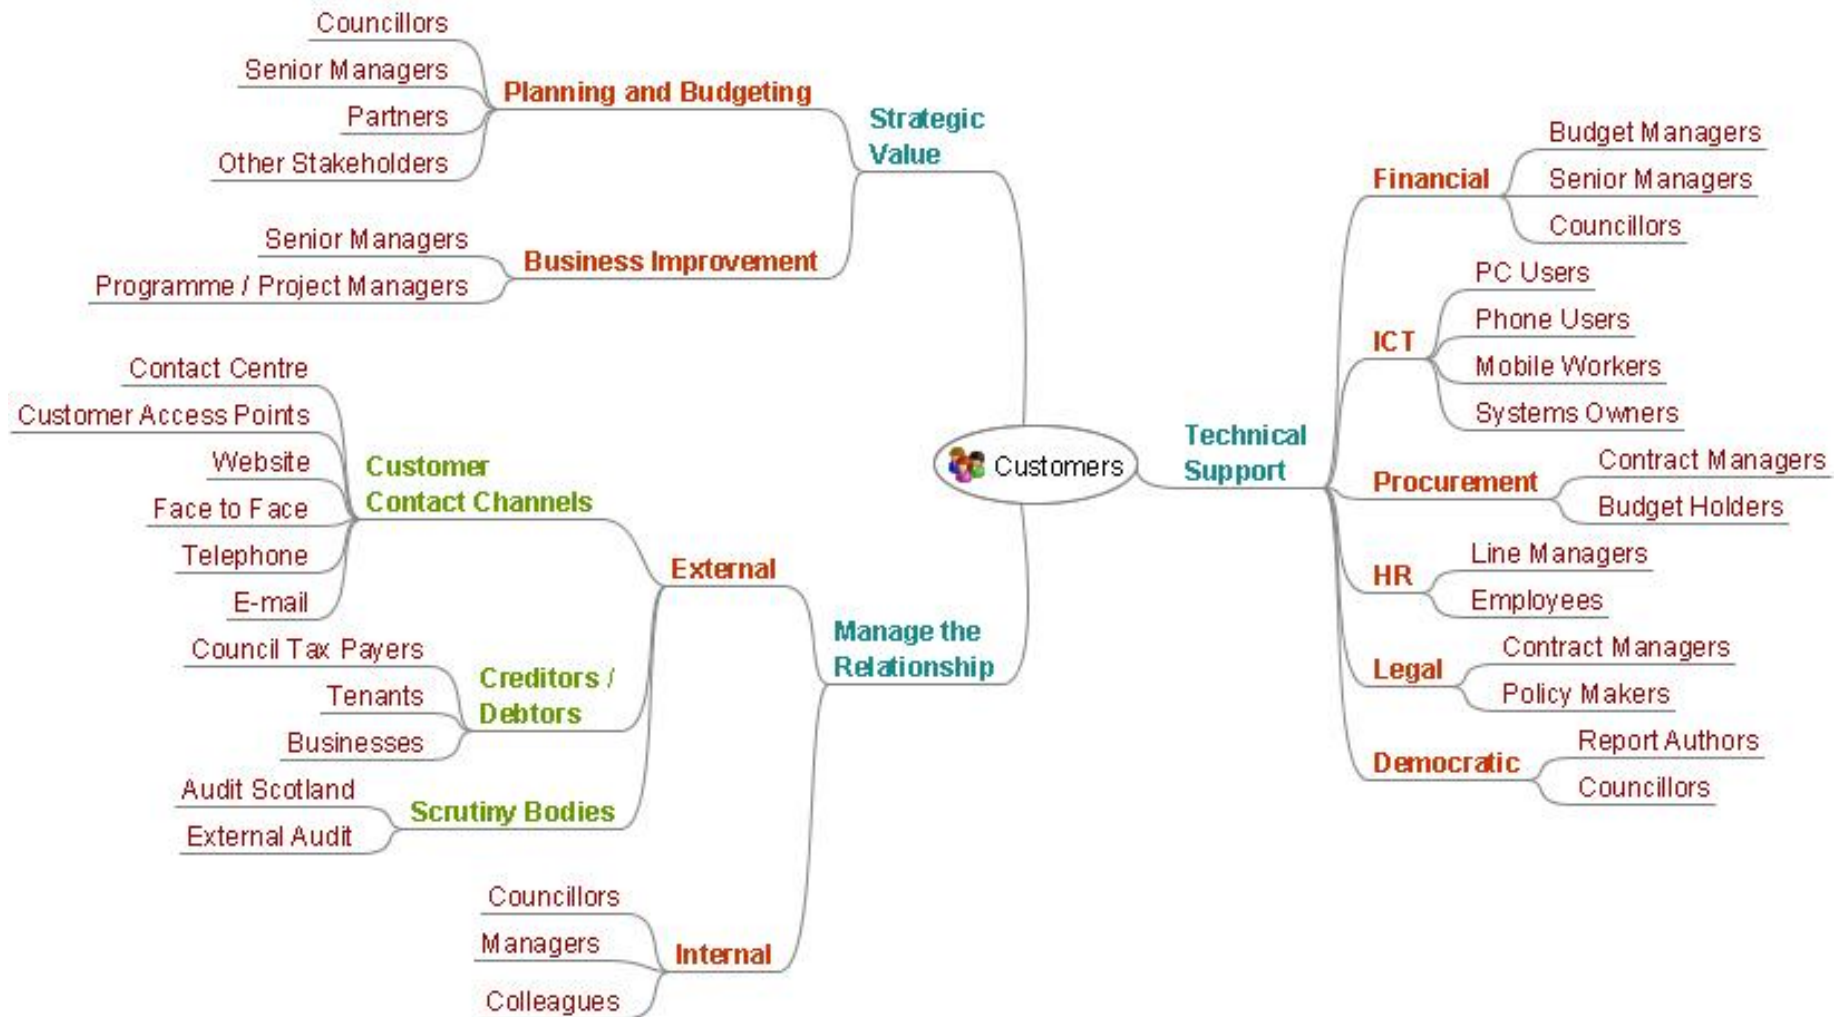 Customers
Strategic
Value
Planning and Budgeting
Councillors
Senior Managers
Partners
Other Stakeholders
Business Improvement
Senior Managers
Programme / Project Managers
Manage the
Relationship
External
Customer
Contact Channels
Contact Centre
Customer Access Points
Website
Face to Face
Telephone
E-mail
Creditors /
Debtors
Council Tax Payers
Tenants
Businesses
Scrutiny Bodies
Audit Scotland
External Audit
Internal
Councillors
Managers
Colleagues
Technical
Support
Financial
Budget Managers
Senior Managers
Councillors
ICT
PC Users
Phone Users
Mobile Workers
Systems Owners
Procurement
Contract Managers
Budget Holders
HR
Line Managers
Employees
Legal
Contract Managers
Policy Makers
Democratic
Report Authors
Councillors